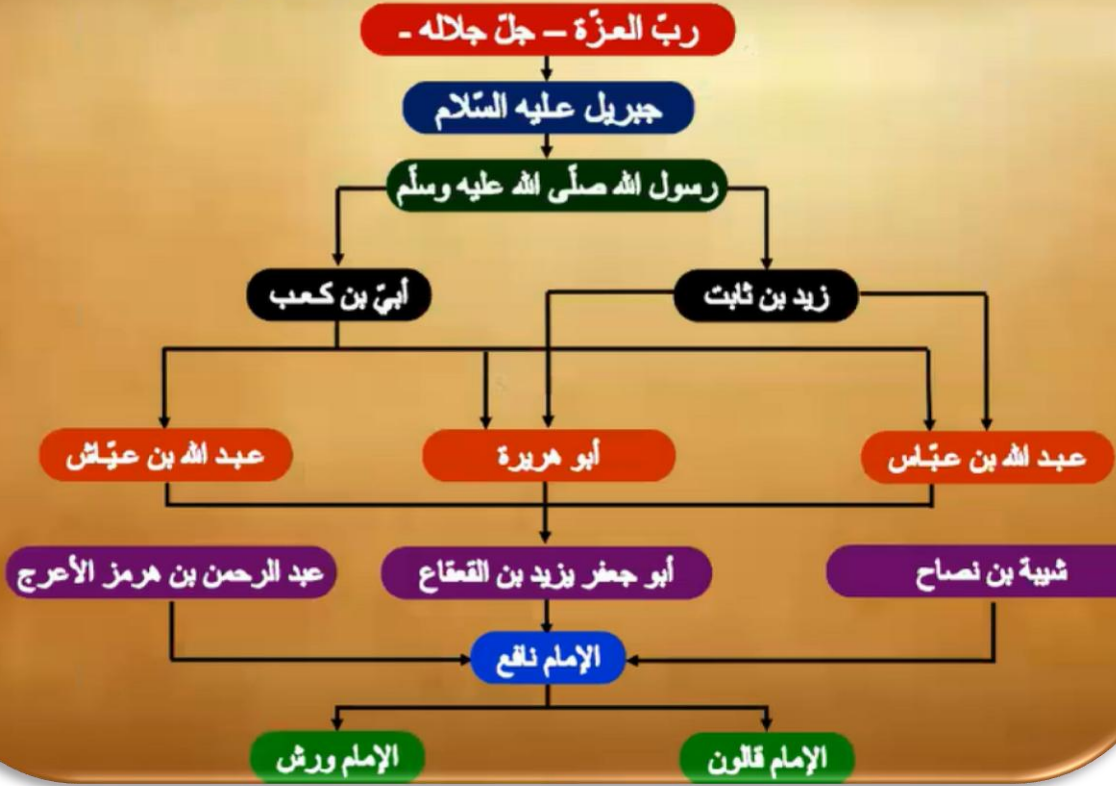 ربّ العزّة – جلّ جلاله -
جبريل عليه السّلام
رسول الله صلّى الله عليه وسلّم
زيد بن ثابت
أبيّ بن كعب
عبد الله بن عبّاس
أبو هريرة
عبد الله بن عيّاش
شيبة بن نصاح
أبو جعفر يزيد بن القعقاع
عبد الرحمن بن هرمز الأعرج
الإمام نافع
الإمام قالون
الإمام ورش